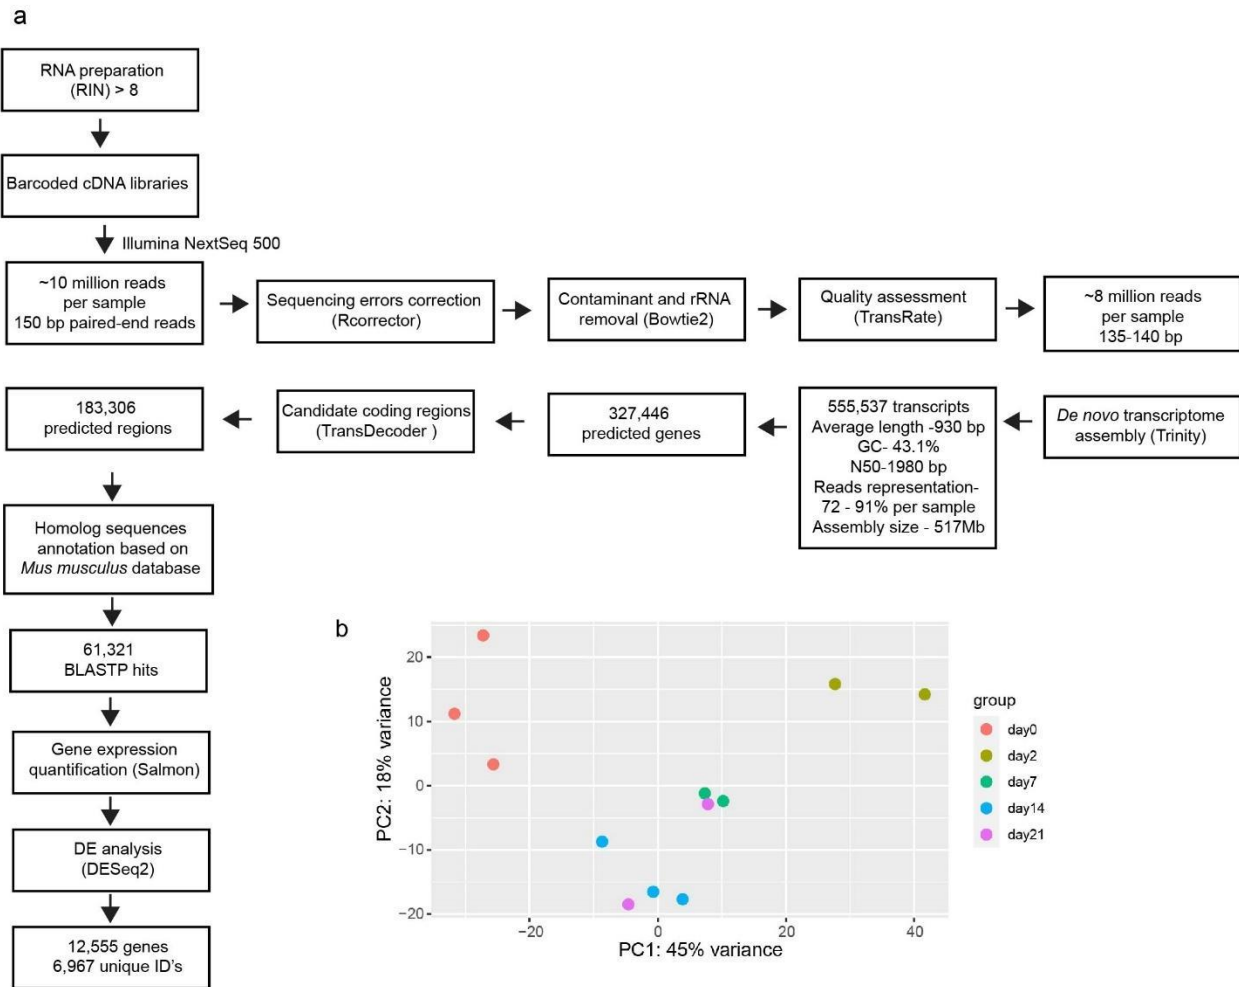 a
RNA preparation
(RIN) > 8
Barcoded cDNA libraries
Illumina NextSeq 500
~10 million reads
per sample
150 bp paired-end reads
Sequencing errors correction
(Rcorrector)
Contaminant and rRNA
removal (Bowtie2)
Quality assessment
(TransRate)
~8 million reads
per sample
135-140 bp
De novo transcriptome
assembly (Trinity)
555,537 transcripts
Average length -930 bp
GC- 43.1%
N50-1980 bp
Reads representation-
72 - 91% per sample
Assembly size - 517Mb
327,446
predicted genes
Candidate coding regions
(TransDecoder )
183,306
predicted regions
Homolog sequences
annotation based on
Mus musculus database
61,321
BLASTP hits
Gene expression
quantification (Salmon)
DE analysis
(DESeq2)
12,555 genes
6,967 unique ID's
b
PC2: 18% variance
20
10
0
−10
−20
−20
0
20
40
PC1: 45% variance
group
day0
day2
day7
day14
day21